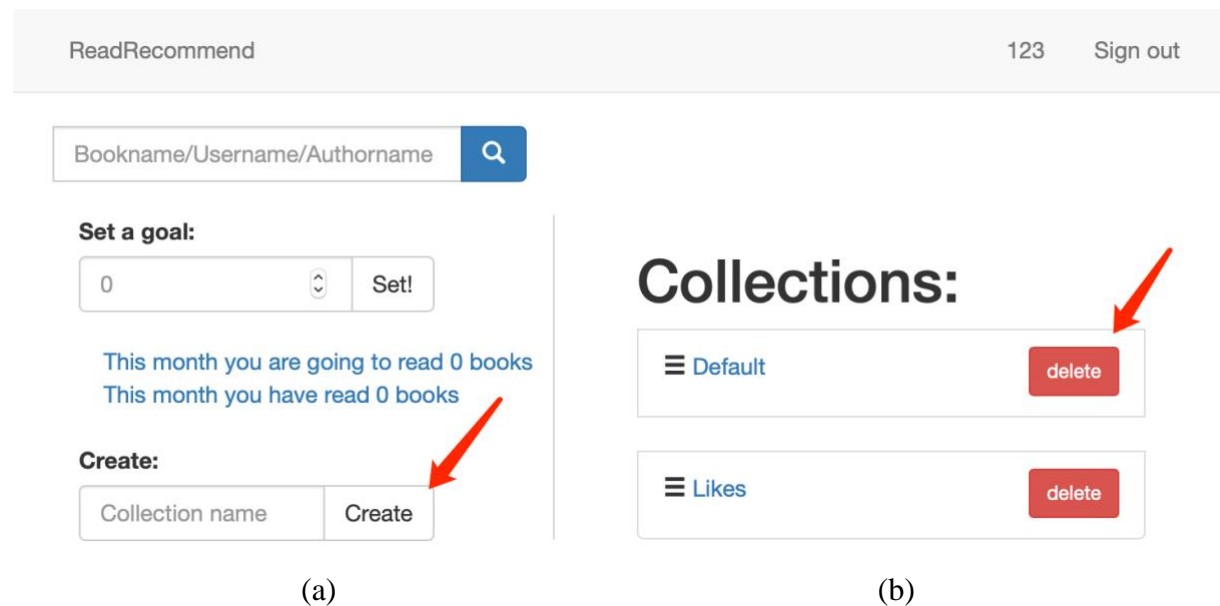 ReadRecommend 123 Sign out
Bookname/Username/Authorname
Set a goal:
0 Set!
This month you are going to read 0 books
This month you have read 0 books
Create:
Collection name Create
(a)
Collections:
Default delete
Likes delete
(b)